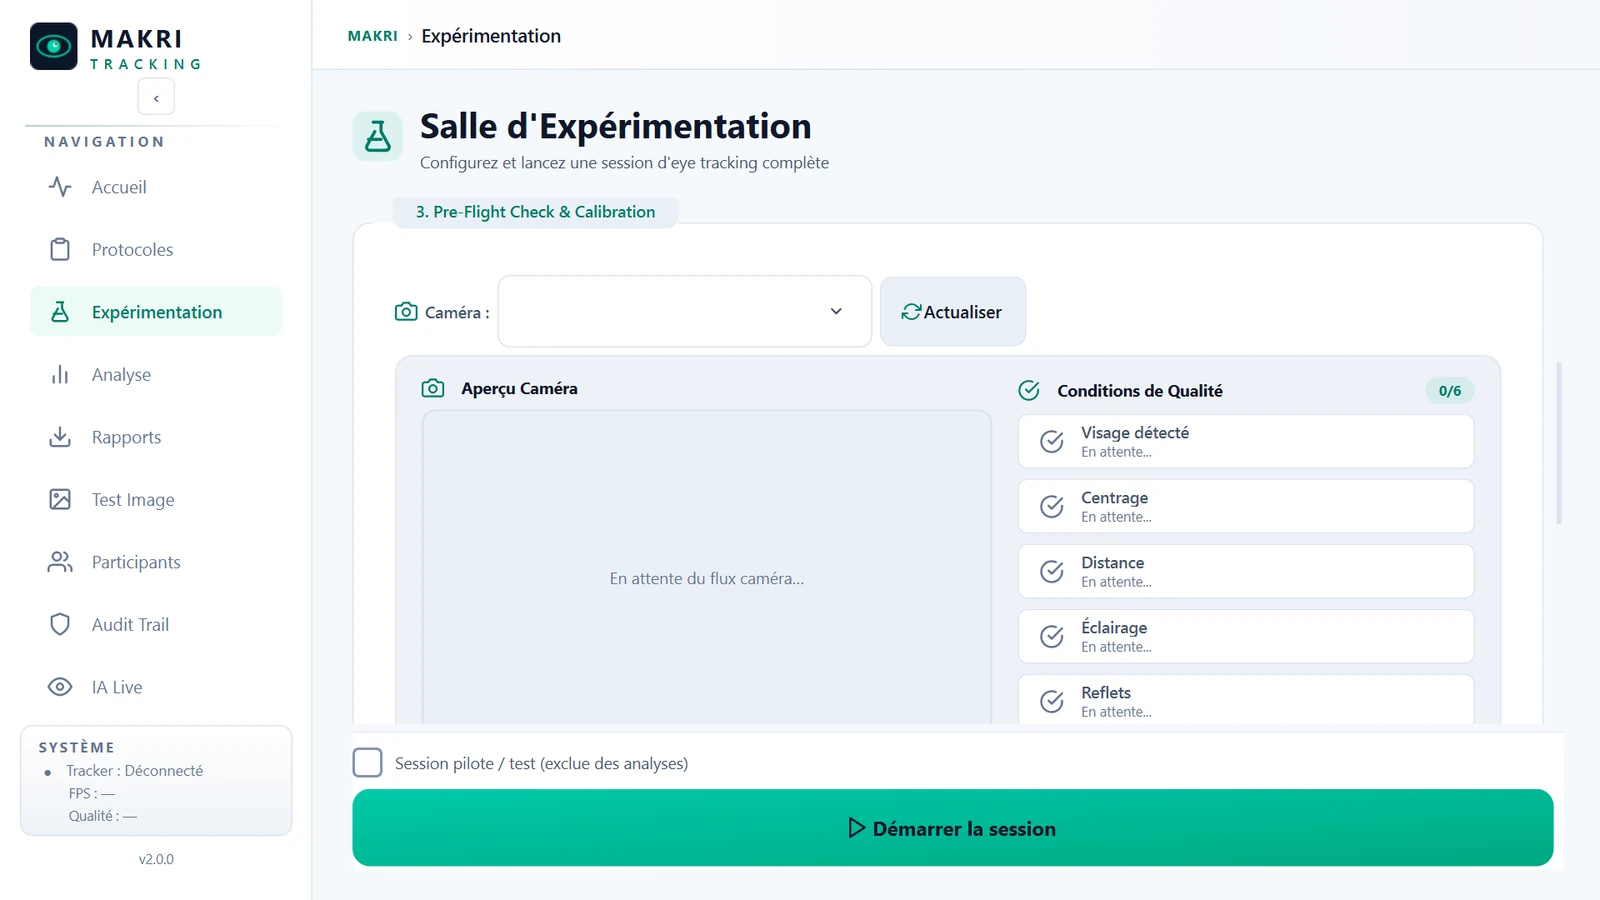 MAKRI
TRACKING
‹
NAVIGATION
Accueil
Protocoles
Expérimentation
Analyse
Rapports
Test Image
Participants
Audit Trail
IA Live
SYSTÈME
● Tracker : Déconnecté
FPS : —
Qualité : —
v2.0.0
MAKRI › Expérimentation
Salle d'Expérimentation
Configurez et lancez une session d'eye tracking complète
3. Pre-Flight Check & Calibration
Caméra :
Actualiser
Aperçu Caméra
En attente du flux caméra...
Conditions de Qualité 0/6
Visage détecté
En attente...
Centrage
En attente...
Distance
En attente...
Éclairage
En attente...
Reflets
En attente...
Session pilote / test (exclue des analyses)
Démarrer la session